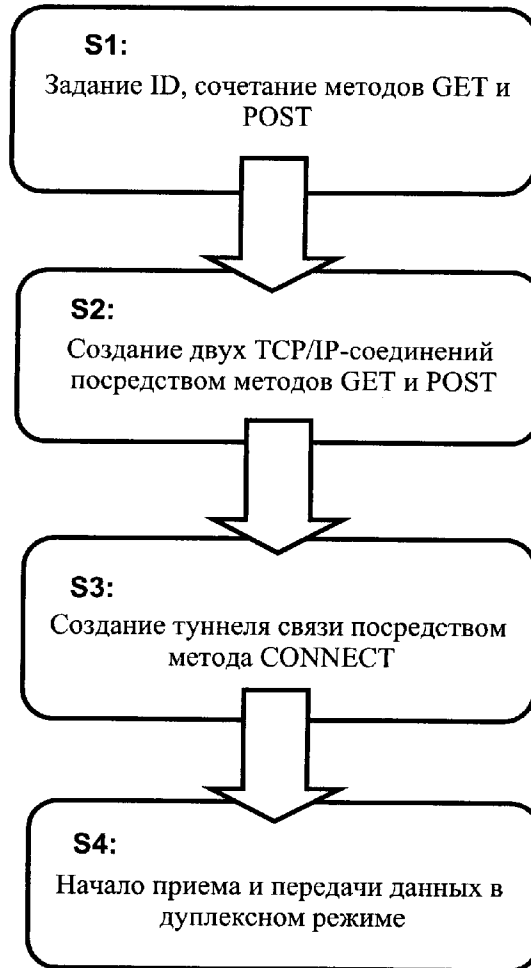 S1:
Задание ID, сочетание методов GET и
POST
S2:
Создание двух TCP/IP-соединений
посредством методов GET и POST
S3:
Создание туннеля связи посредством
метода CONNECT
S4:
Начало приема и передачи данных в
дуплексном режиме